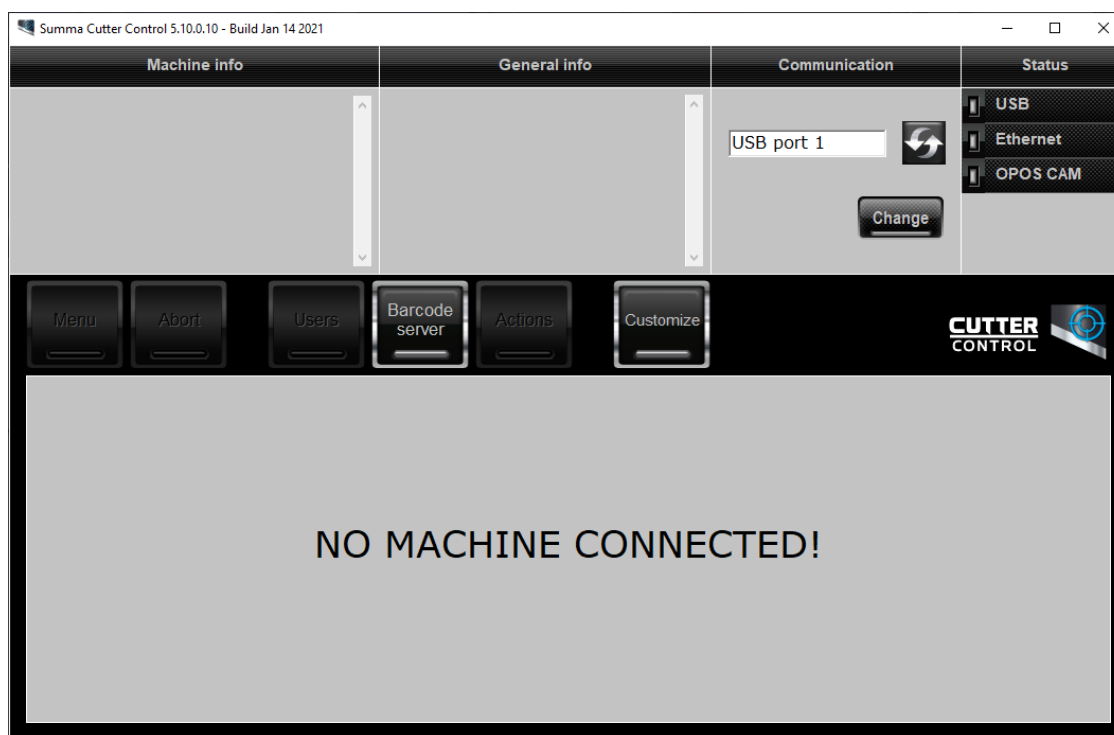 Summa Cutter Control 5.10.0.10 - Build Jan 14 2021
Machine info
General info
Communication
Status
USB port 1
Change
USB
Ethernet
OPOS CAM
Menu
Abort
Users
Barcode
server
Actions
Customize
CUTTER
CONTROL
NO MACHINE CONNECTED!